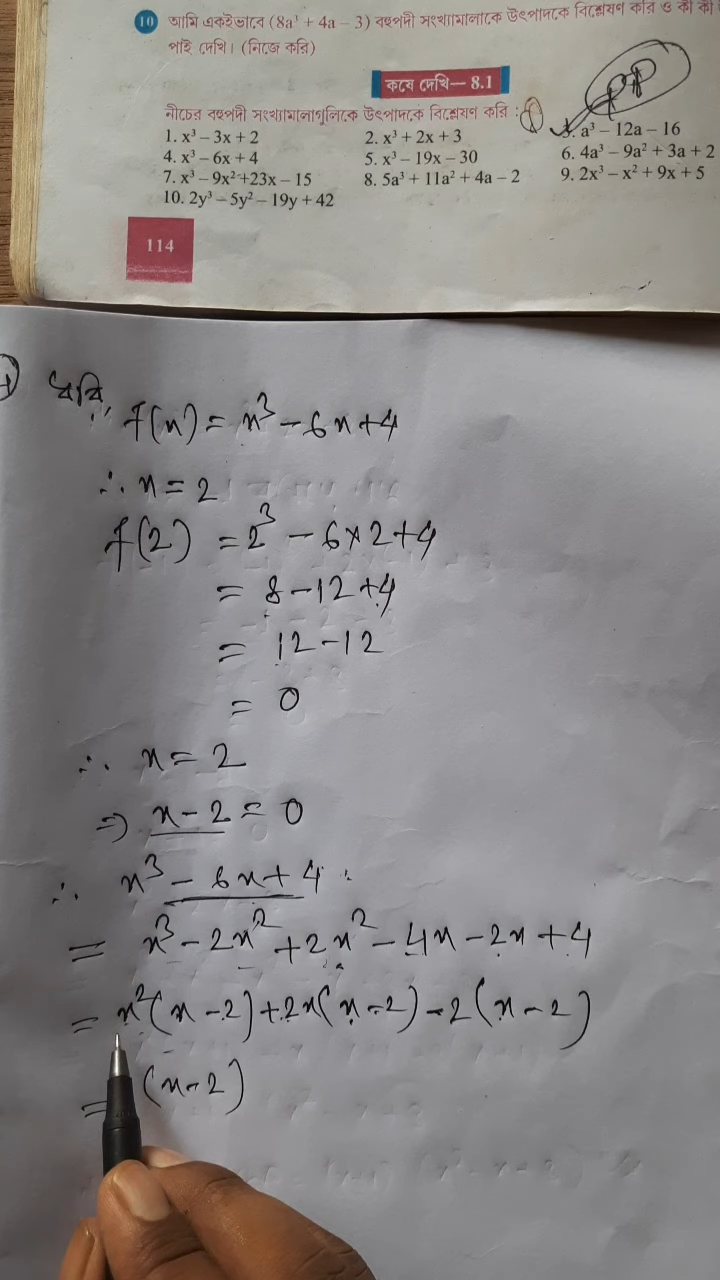 10 আমি একইভাবে (8a³ + 4a – 3) বহুপদী সংখ্যামালাকে উৎপাদকে বিশ্লেষণ করি ও কী কী
পাই দেখি। (নিজে করি)
কষে দেখি— 8.1
নীচের বহুপদী সংখ্যামালাগুলিকে উৎপাদকে বিশ্লেষণ করি :
1. x³ – 3x + 2 2. x³ + 2x + 3 a³ – 12a – 16
4. x³ – 6x + 4 5. x³ – 19x – 30 6. 4a³ – 9a² + 3a + 2
7. x³ – 9x² +23x – 15 8. 5a³ + 11a² + 4a – 2 9. 2x³ – x² + 9x + 5
10. 2y³ – 5y² – 19y + 42
114
ধরি, f(x) = x³ – 6x + 4
∴ x = 2
f(2) = 2³ – 6×2+4
= 8 – 12 + 4
= 12 – 12
= 0
∴ x = 2
⇒ x – 2 = 0
∴ x³ – 6x + 4
= x³ – 2x² + 2x² – 4x – 2x + 4
= x²(x – 2) + 2x(x – 2) – 2(x – 2)
= (x – 2)